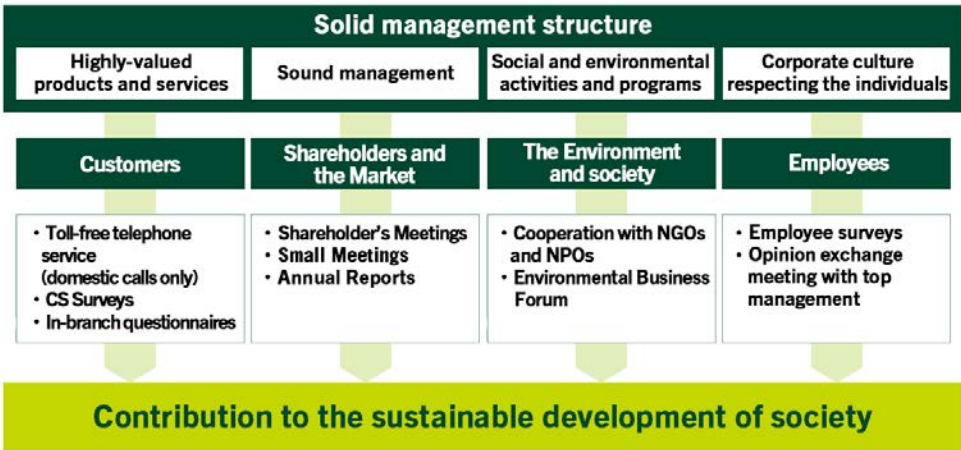 Solid management structure
Highly-valued
products and services
Sound management
Social and environmental
activities and programs
Corporate culture
respecting the individuals
Customers
Shareholders and
the Market
The Environment
and society
Employees
・Toll-free telephone
service
(domestic calls only)
・CS Surveys
・In-branch questionnaires
・Shareholder's Meetings
・Small Meetings
・Annual Reports
・Cooperation with NGOs
and NPOs
・Environmental Business
Forum
・Employee surveys
・Opinion exchange
meeting with top
management
Contribution to the sustainable development of society